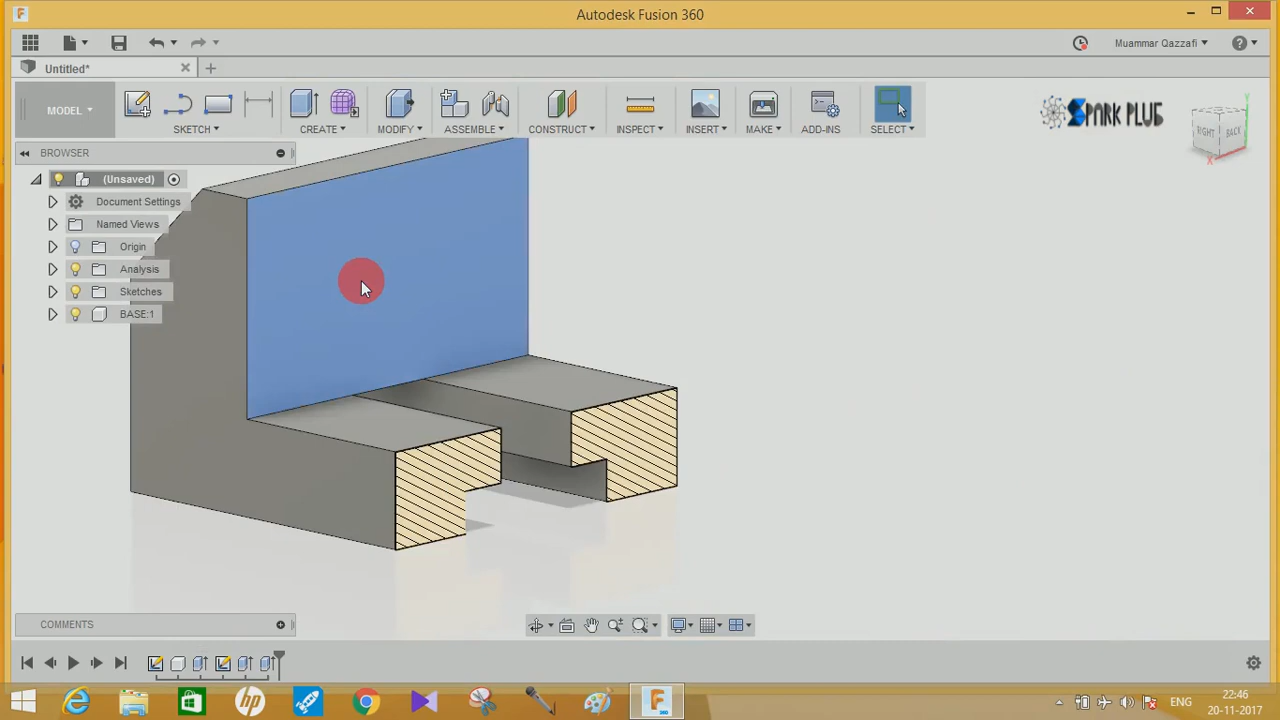 Autodesk Fusion 360
Muammar Qazzafi
Untitled*
MODEL
SKETCH
CREATE
MODIFY
ASSEMBLE
CONSTRUCT
INSPECT
INSERT
MAKE
ADD-INS
SELECT
SPARK PLUG
RIGHT
BACK
Y
X
BROWSER
(Unsaved)
Document Settings
Named Views
Origin
Analysis
Sketches
BASE:1
COMMENTS
ENG
22:46
20-11-2017